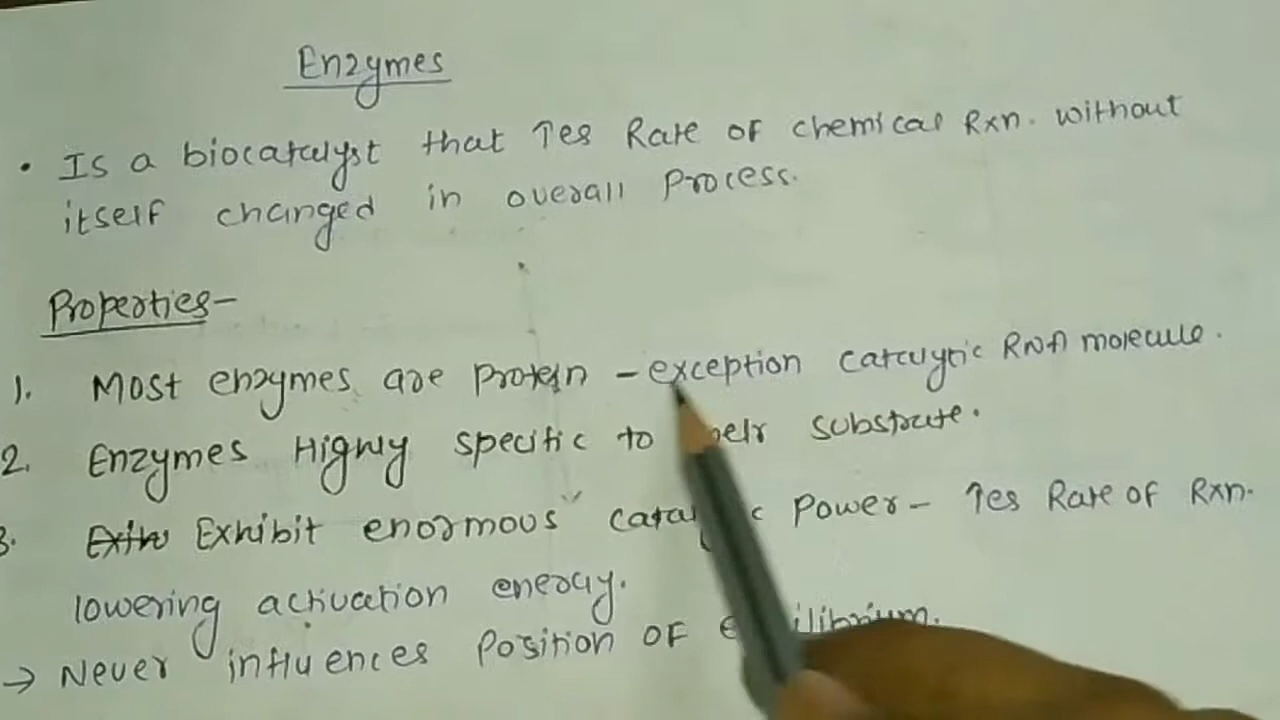 Enzymes
• Is a biocatalyst that ↑es Rate OF chemical Rxn. without
itself changed in overall Process.
Properties-
1. Most enzymes are Protein - exception catalytic RNA molecule.
2. Enzymes Highly specific to their substrate.
3. Exhibit enormous catalytic Power - ↑es Rate of Rxn.
lowering activation energy.
→ Never influences Position OF Equilibrium.